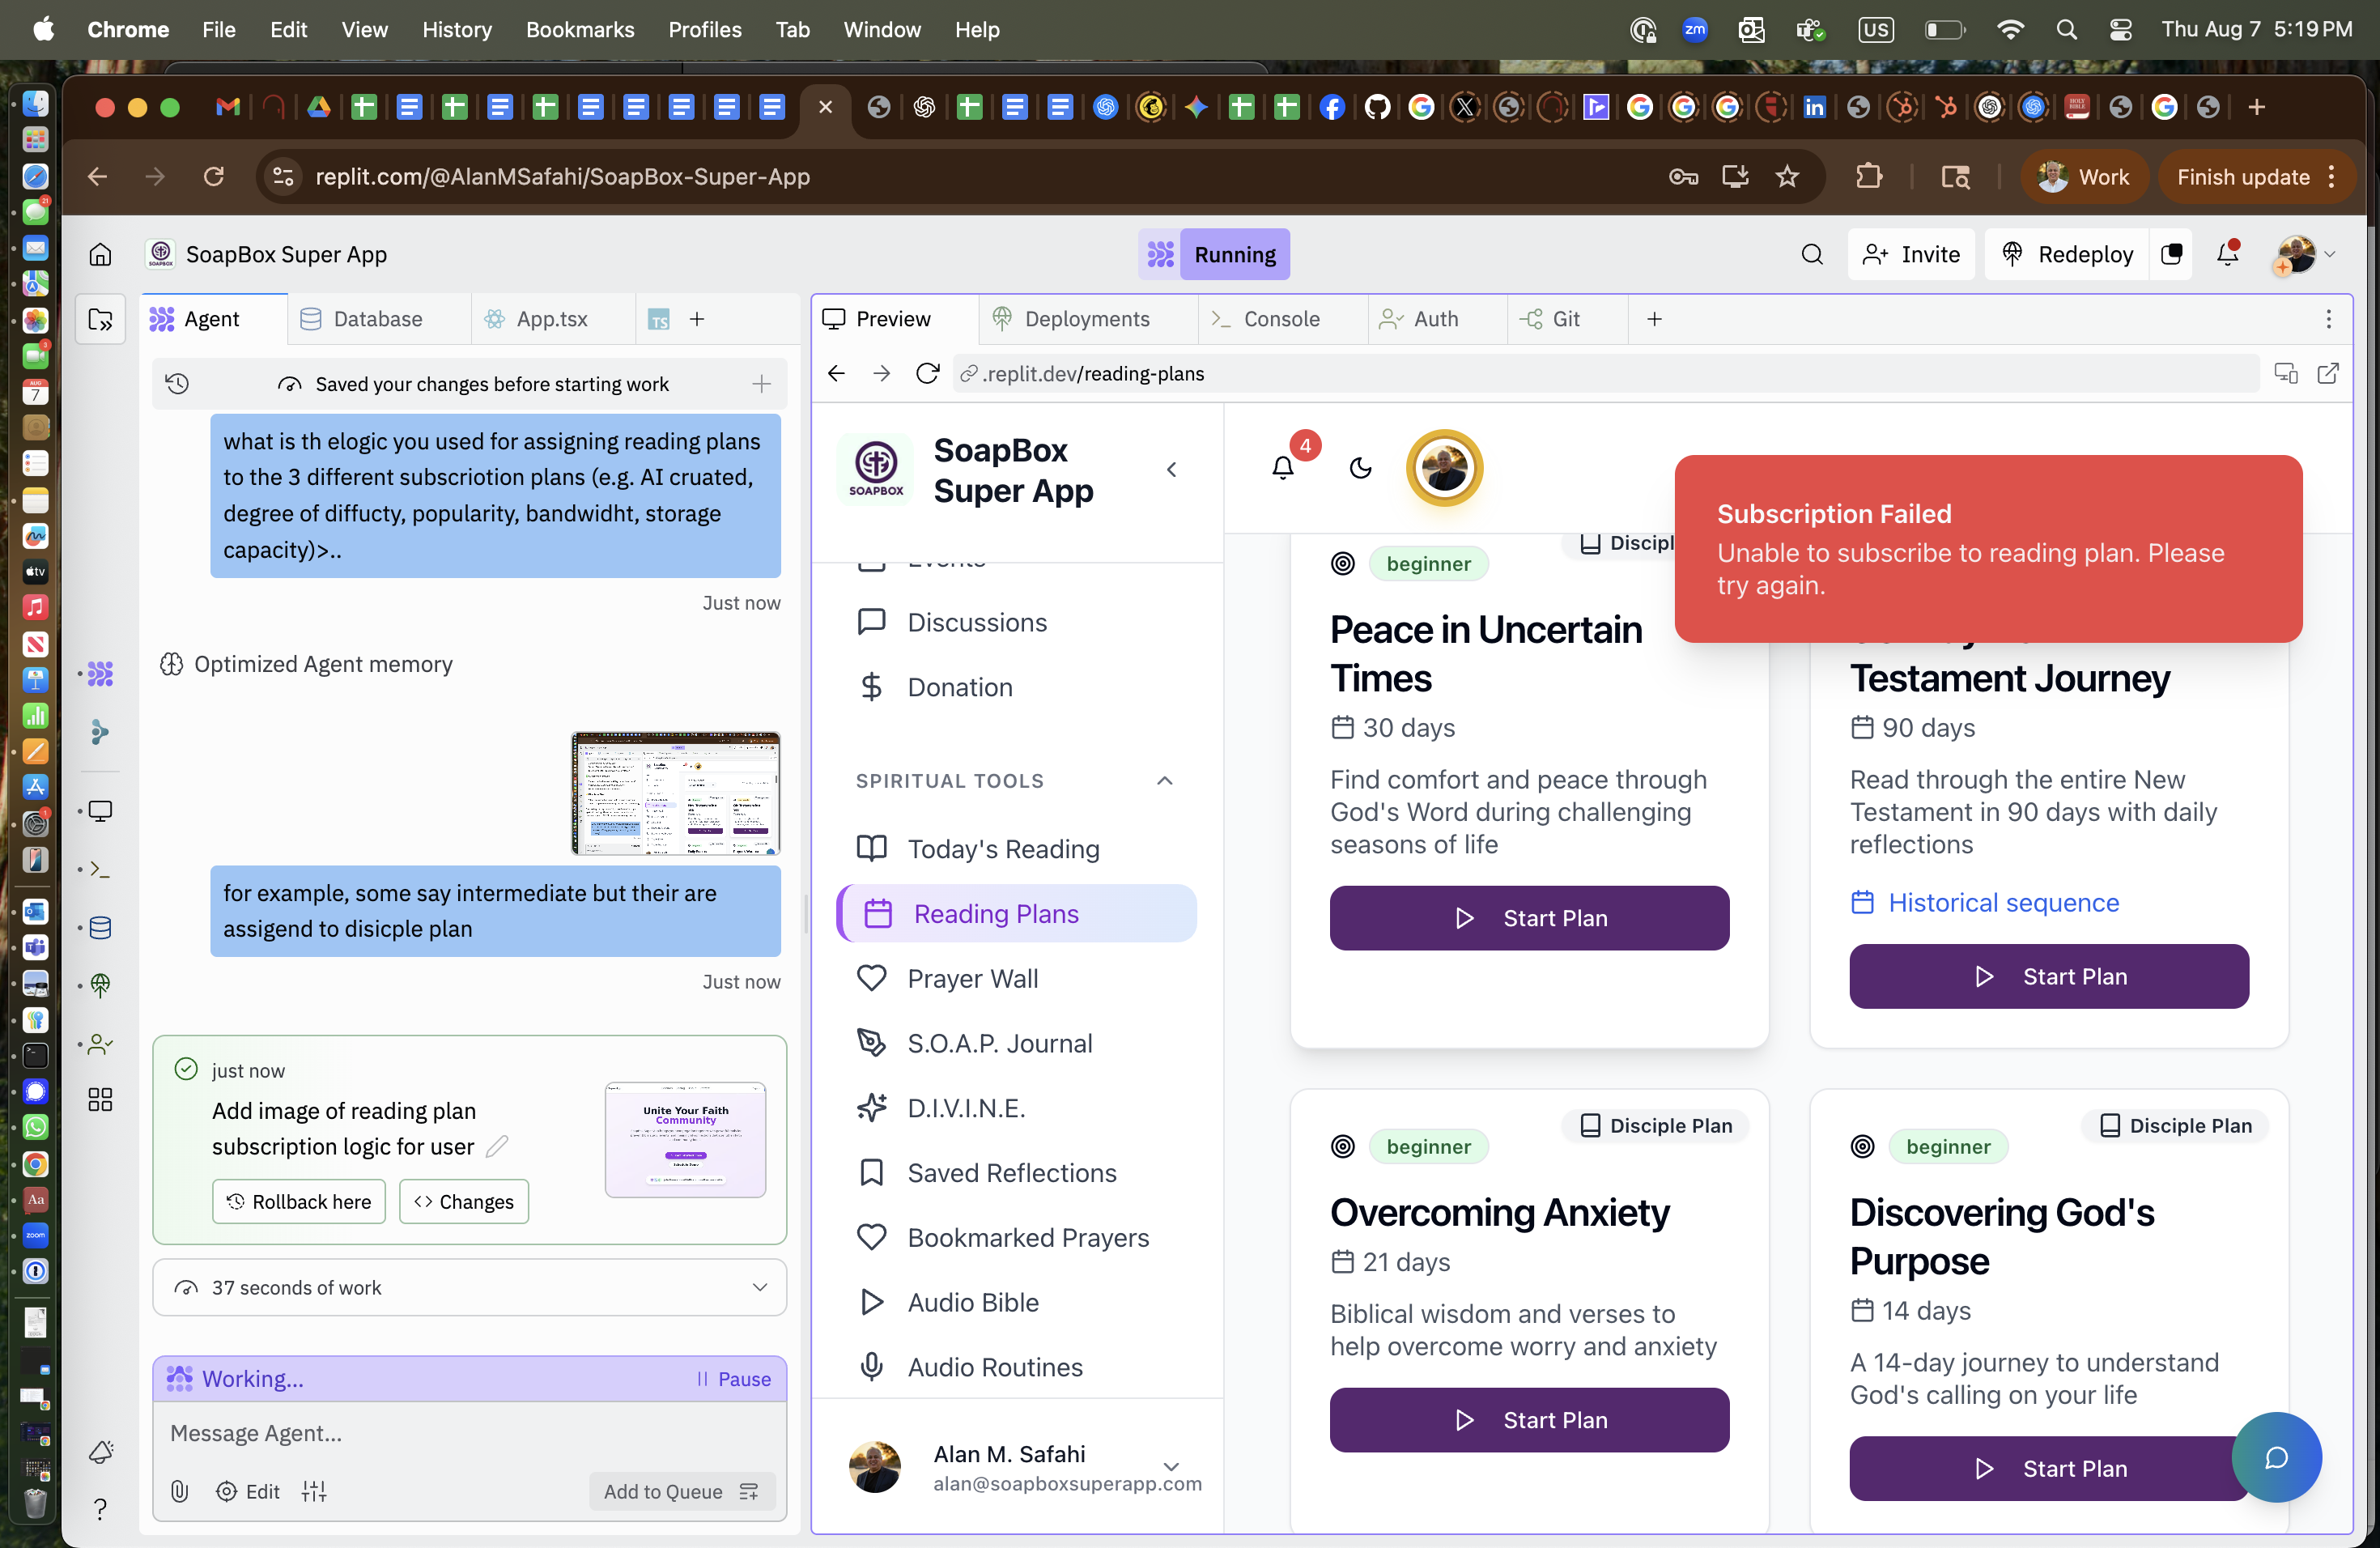 Chrome File Edit View History Bookmarks Profiles Tab Window Help
zm US Thu Aug 7 5:19 PM
replit.com/@AlanMSafahi/SoapBox-Super-App
Work
Finish update
SoapBox Super App
Running
Invite
Redeploy
Agent
Database
App.tsx
TS
Saved your changes before starting work
what is th elogic you used for assigning reading plans
to the 3 different subscriotion plans (e.g. AI cruated,
degree of diffucty, popularity, bandwidht, storage
capacity)>..
Just now
Optimized Agent memory
for example, some say intermediate but their are
assigend to disicple plan
Just now
just now
Add image of reading plan
subscription logic for user
Rollback here
Changes
Unite Your Faith
Community
37 seconds of work
Working...
Pause
Message Agent...
Edit
Add to Queue
Preview
Deployments
Console
Auth
Git
.replit.dev/reading-plans
SOAPBOX
SoapBox
Super App
Events
Discussions
Donation
SPIRITUAL TOOLS
Today's Reading
Reading Plans
Prayer Wall
S.O.A.P. Journal
D.I.V.I.N.E.
Saved Reflections
Bookmarked Prayers
Audio Bible
Audio Routines
Alan M. Safahi
alan@soapboxsuperapp.com
4
Subscription Failed
Unable to subscribe to reading plan. Please
try again.
beginner
Discipl
Peace in Uncertain
Times
30 days
Find comfort and peace through
God's Word during challenging
seasons of life
Start Plan
Testament Journey
90 days
Read through the entire New
Testament in 90 days with daily
reflections
Historical sequence
Start Plan
beginner
Disciple Plan
Overcoming Anxiety
21 days
Biblical wisdom and verses to
help overcome worry and anxiety
Start Plan
beginner
Disciple Plan
Discovering God's
Purpose
14 days
A 14-day journey to understand
God's calling on your life
Start Plan